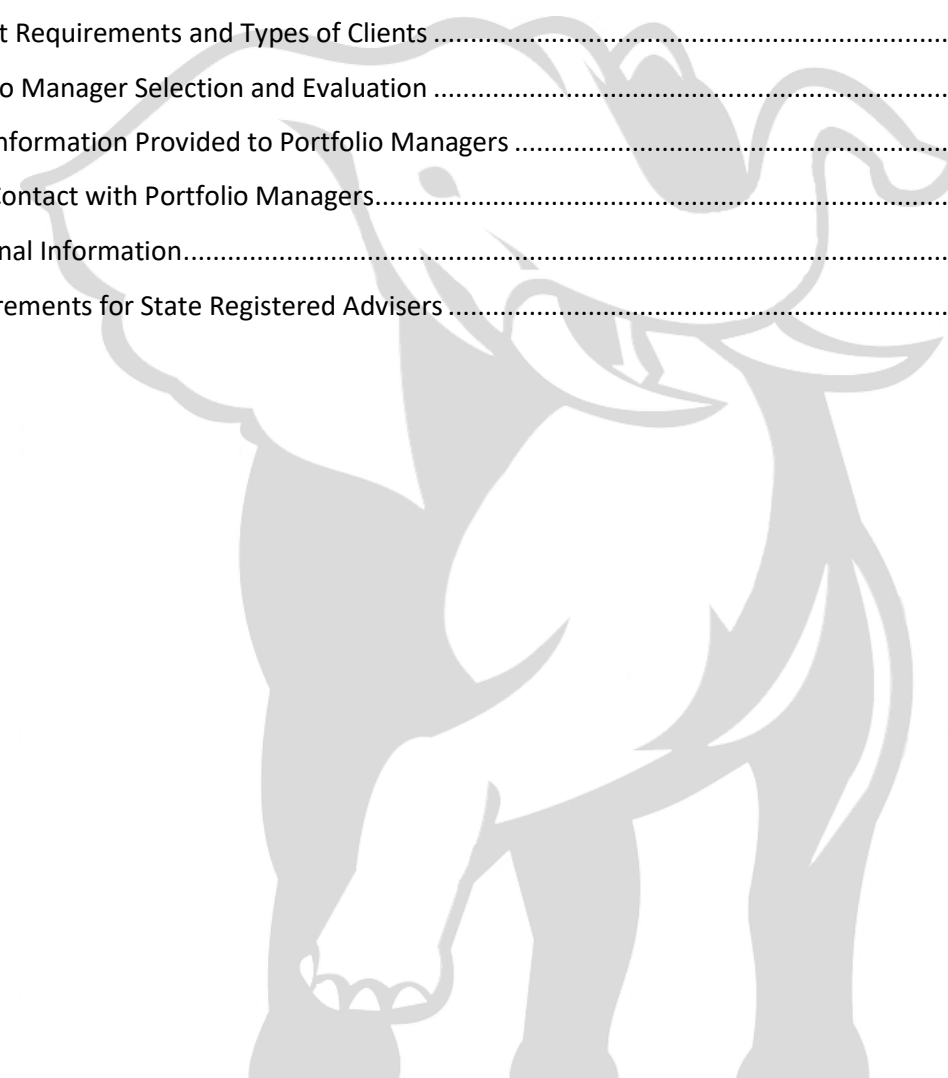 t Requirements and Types of Clients ....................................................................................
o Manager Selection and Evaluation ....................................................................................
nformation Provided to Portfolio Managers ......................................................................
Contact with Portfolio Managers..........................................................................................
nal Information.....................................................................................................................
rements for State Registered Advisers .................................................................................